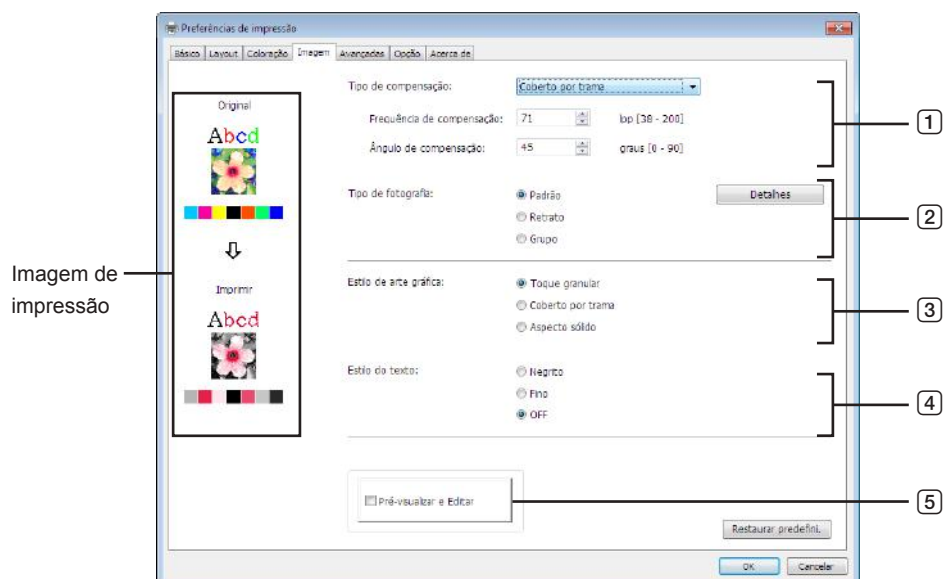 Preferências de impressão
Básico Layout Coloração Imagem Avançadas Opção Acerca de
Tipo de compensação: Coberto por trama
Original
Frequência de compensação: 71 lpp [38 - 200]
1
Abcd
Ângulo de compensação: 45 graus [0 - 90]
Tipo de fotografia: Padrão Detalhes
Retrato
2
Grupo
Imagem de
impressão
Imprimir
Estilo de arte gráfica: Toque granular
Coberto por trama
3
Abcd
Aspecto sólido
Estilo do texto: Negrito
Fino
4
OFF
Pré-visualizar e Editar
5
Restaurar predefini.
OK Cancelar